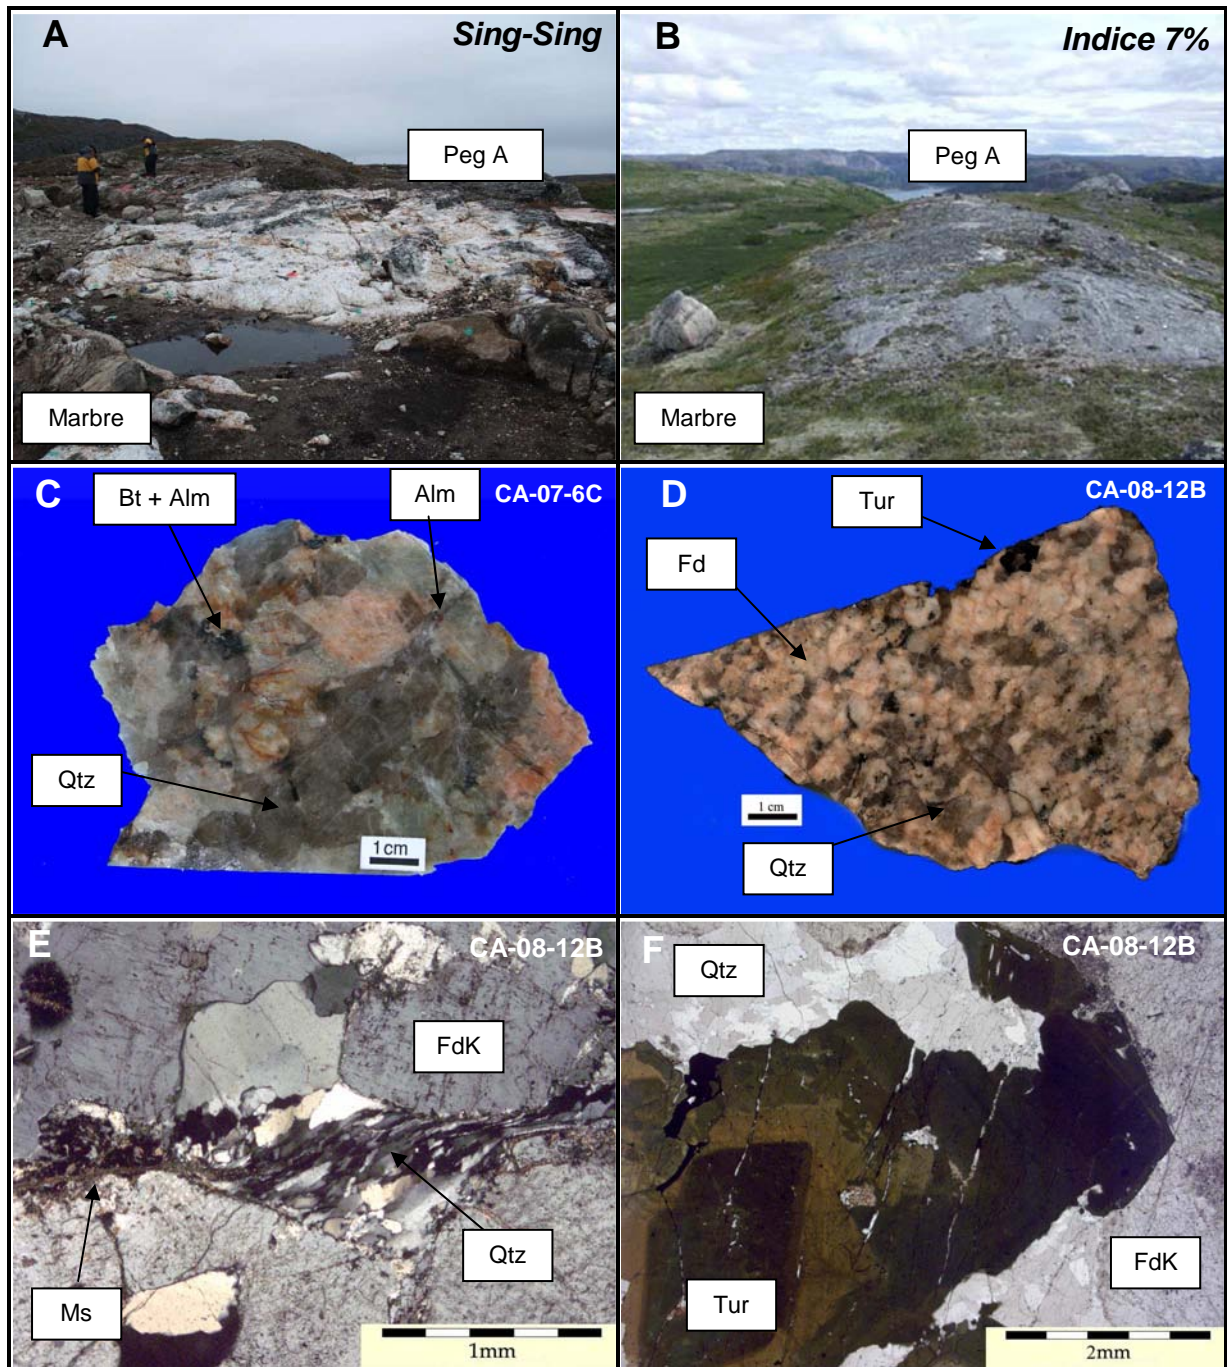 A
Sing-Sing
Peg A
Marbre
B
Indice 7%
Peg A
Marbre
C
CA-07-6C
Bt + Alm
Alm
Qtz
1cm
D
CA-08-12B
Tur
Fd
Qtz
1 cm
E
CA-08-12B
FdK
Qtz
Ms
1mm
F
CA-08-12B
Qtz
FdK
Tur
2mm